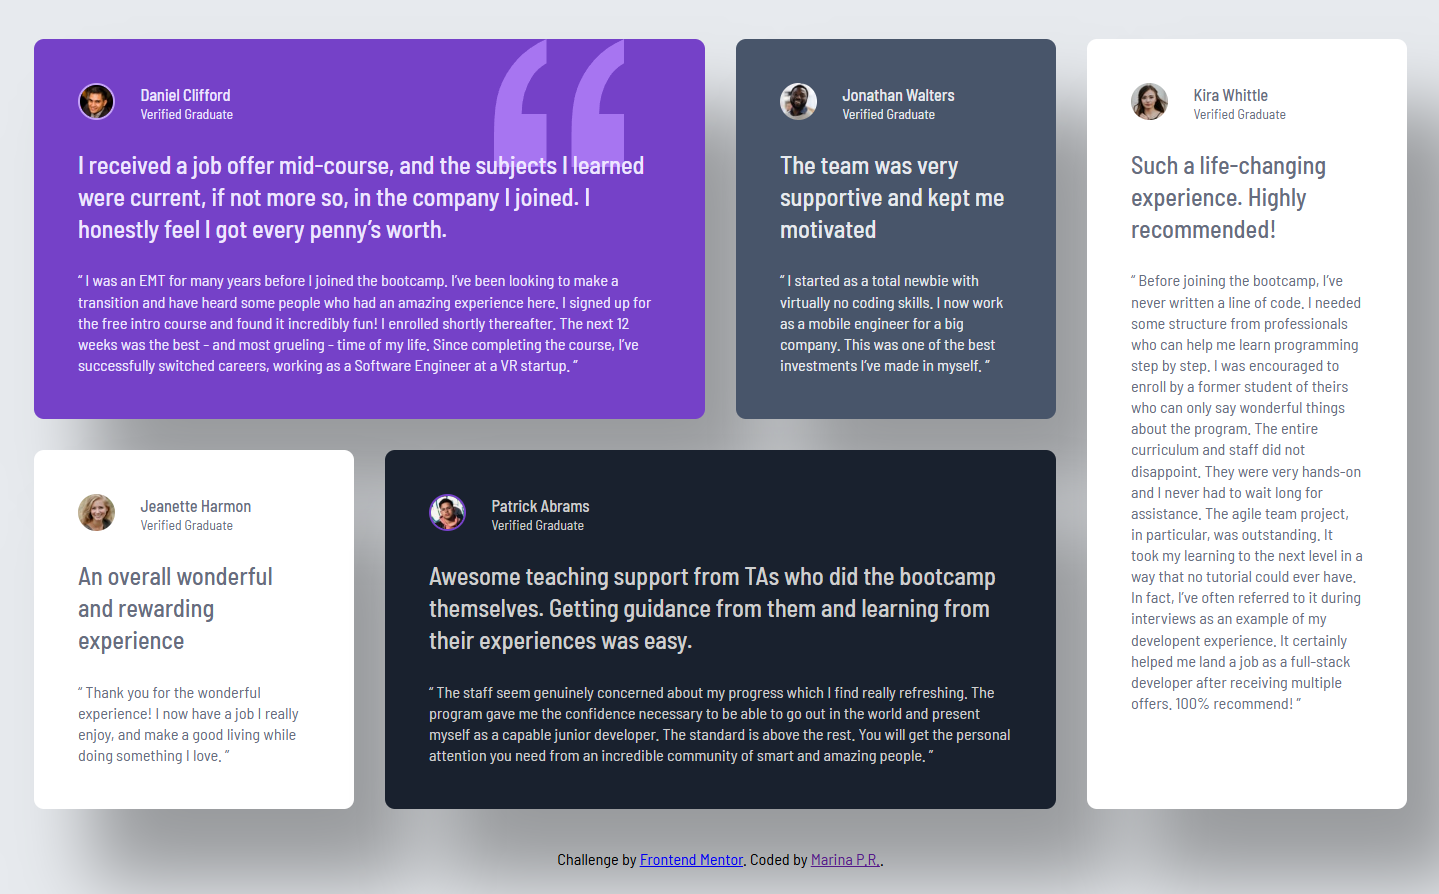 Daniel Clifford
Verified Graduate
I received a job offer mid-course, and the subjects I learned
were current, if not more so, in the company I joined. I
honestly feel I got every penny’s worth.
“ I was an EMT for many years before I joined the bootcamp. I’ve been looking to make a
transition and have heard some people who had an amazing experience here. I signed up for
the free intro course and found it incredibly fun! I enrolled shortly thereafter. The next 12
weeks was the best - and most grueling - time of my life. Since completing the course, I’ve
successfully switched careers, working as a Software Engineer at a VR startup. ”
Jonathan Walters
Verified Graduate
The team was very
supportive and kept me
motivated
“ I started as a total newbie with
virtually no coding skills. I now work
as a mobile engineer for a big
company. This was one of the best
investments I’ve made in myself. ”
Kira Whittle
Verified Graduate
Such a life-changing
experience. Highly
recommended!
“ Before joining the bootcamp, I’ve
never written a line of code. I needed
some structure from professionals
who can help me learn programming
step by step. I was encouraged to
enroll by a former student of theirs
who can only say wonderful things
about the program. The entire
curriculum and staff did not
disappoint. They were very hands-on
and I never had to wait long for
assistance. The agile team project,
in particular, was outstanding. It
took my learning to the next level in a
way that no tutorial could ever have.
In fact, I’ve often referred to it during
interviews as an example of my
developent experience. It certainly
helped me land a job as a full-stack
developer after receiving multiple
offers. 100% recommend! ”
Jeanette Harmon
Verified Graduate
An overall wonderful
and rewarding
experience
“ Thank you for the wonderful
experience! I now have a job I really
enjoy, and make a good living while
doing something I love. ”
Patrick Abrams
Verified Graduate
Awesome teaching support from TAs who did the bootcamp
themselves. Getting guidance from them and learning from
their experiences was easy.
“ The staff seem genuinely concerned about my progress which I find really refreshing. The
program gave me the confidence necessary to be able to go out in the world and present
myself as a capable junior developer. The standard is above the rest. You will get the personal
attention you need from an incredible community of smart and amazing people. ”
Challenge by Frontend Mentor. Coded by Marina P.R..